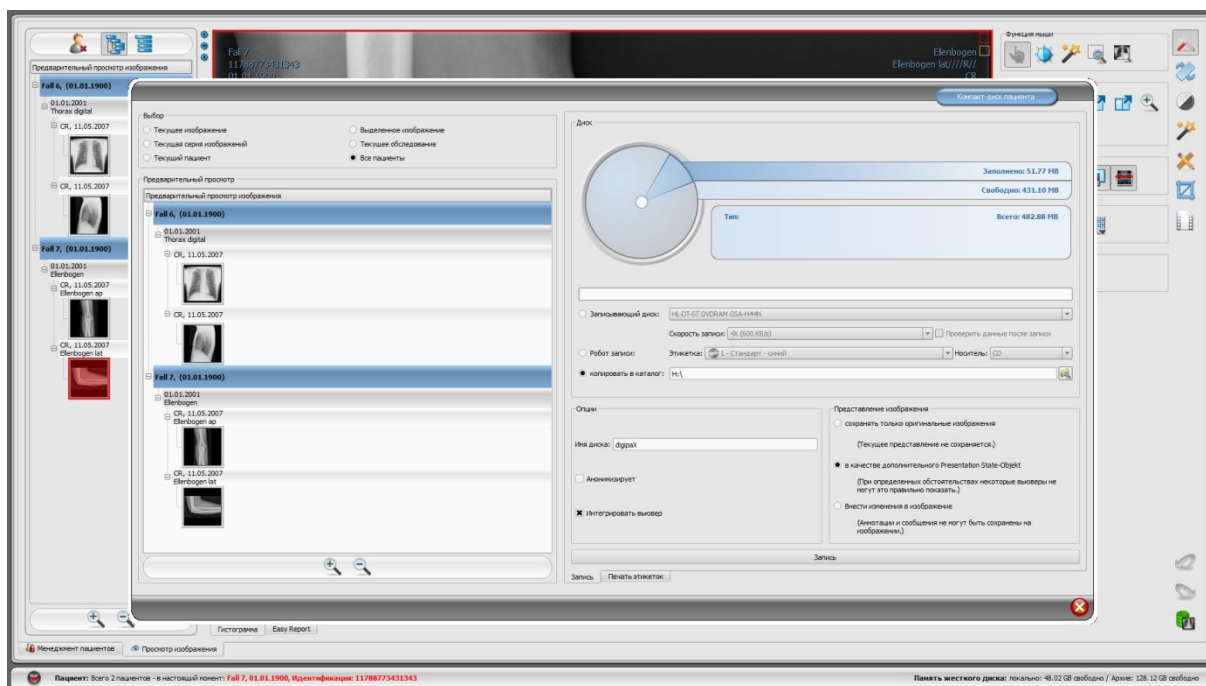 Предварительный просмотр изображения
Fall 6, (01.01.1900)
01.01.2001
Thorax digital
CR, 11.05.2007
CR, 11.05.2007
Fall 7, (01.01.1900)
01.01.2001
Ellenbogen
CR, 11.05.2007
Ellenbogen ap
CR, 11.05.2007
Ellenbogen lat
Fall 7
11788773431343
01.01.1900
Ellenbogen
Ellenbogen lat////R//
CR
Функция мыши
Компакт-диск пациента
Выбор
Текущее изображение
Выделенное изображение
Текущая серия изображений
Текущее обследование
Текущий пациент
Все пациенты
Предварительный просмотр
Предварительный просмотр изображения
Fall 6, (01.01.1900)
01.01.2001
Thorax digital
CR, 11.05.2007
CR, 11.05.2007
Fall 7, (01.01.1900)
01.01.2001
Ellenbogen
CR, 11.05.2007
Ellenbogen ap
CR, 11.05.2007
Ellenbogen lat
Диск
Заполнено: 51.77 MB
Свободно: 431.10 MB
Тип: Всего: 482.88 MB
Записывающий диск: HL-DT-ST DVDRAM GSA-H44N
Скорость записи: 4X (600 KB/s) Проверить данные после записи
Робот записи: Этикетка: 1 - Стандарт - синий Носитель: CD
копировать в каталог: H:\
Опции
Имя диска: digipaX
Анонимизирует
Интегрировать вьювер
Представление изображения
сохранять только оригинальные изображения
(Текущее представление не сохраняется.)
в качестве дополнительного Presentation State-Objekt
(При определенных обстоятельствах некоторые вьюверы не
могут это правильно показать.)
Внести изменения в изображение
(Аннотации и сообщения не могут быть сохранены на
изображении.)
Запись
Запись Печать этикеток
Гистограмма Easy Report
Менеджмент пациентов Просмотр изображения
Пациент: Всего 2 пациентов - в настоящий момент: Fall 7, 01.01.1900, Идентификация: 11788773431343
Память жесткого диска: локально: 48.02 GB свободно / Архив: 128.12 GB свободно